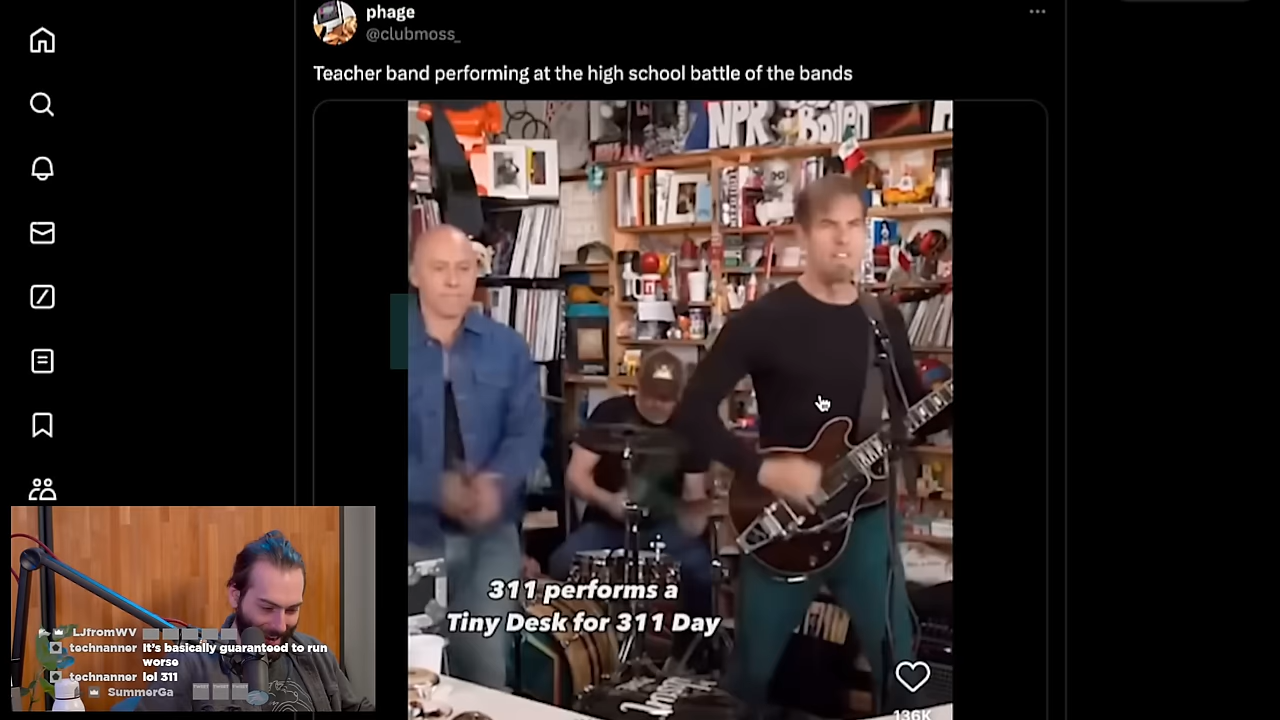 phage
@clubmoss_
Teacher band performing at the high school battle of the bands
NPR
Boilen
311 performs a
Tiny Desk for 311 Day
136K
LJfromWV
technanner It's basically guaranteed to run
worse
technanner lol 311
SummerGa